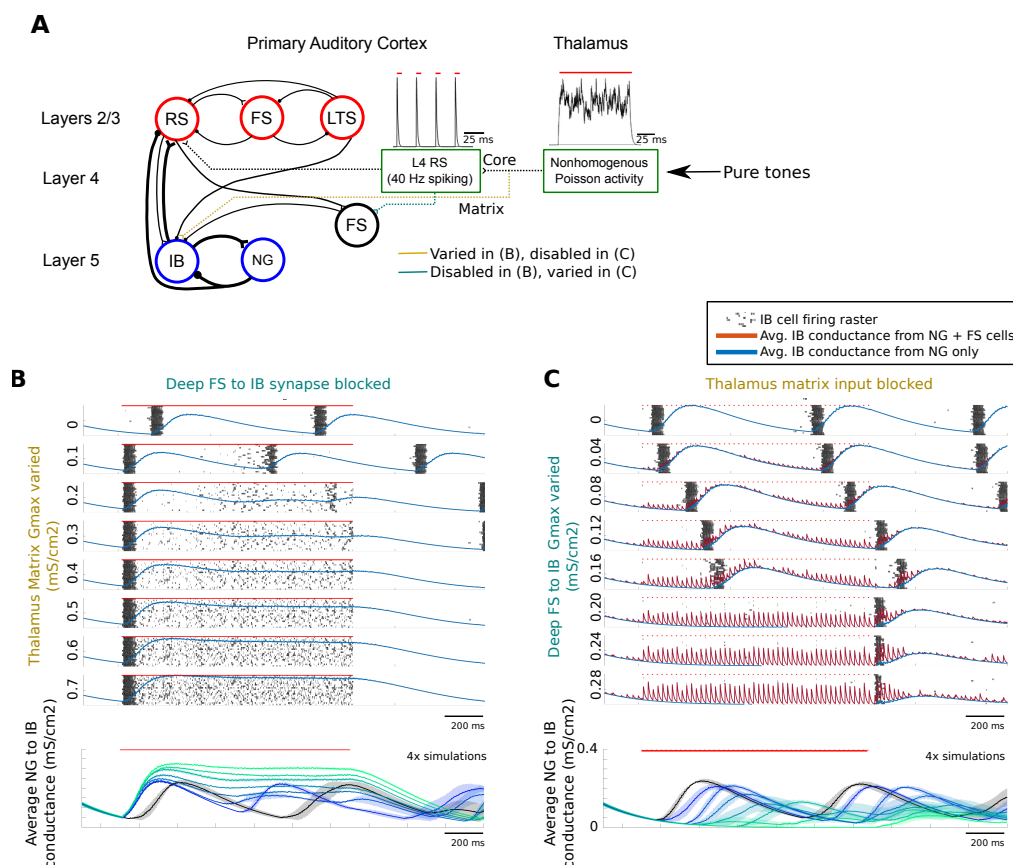 A
Primary Auditory Cortex
Thalamus
Layers 2/3
RS
FS
LTS
25 ms
25 ms
Core
L4 RS
(40 Hz spiking)
Nonhomogenous
Poisson activity
Pure tones
Layer 4
Matrix
FS
Layer 5
IB
NG
Varied in (B), disabled in (C)
Disabled in (B), varied in (C)
IB cell firing raster
Avg. IB conductance from NG + FS cells
Avg. IB conductance from NG only
B
Deep FS to IB synapse blocked
Thalamus Matrix Gmax varied
(mS/cm2)
0
0.1
0.2
0.3
0.4
0.5
0.6
0.7
200 ms
Average NG to IB
conductance (mS/cm2)
4x simulations
200 ms
C
Thalamus matrix input blocked
Deep FS to IB Gmax varied
(mS/cm2)
0
0.04
0.08
0.12
0.16
0.20
0.24
0.28
200 ms
Average NG to IB
conductance (mS/cm2)
0.4
0
4x simulations
200 ms